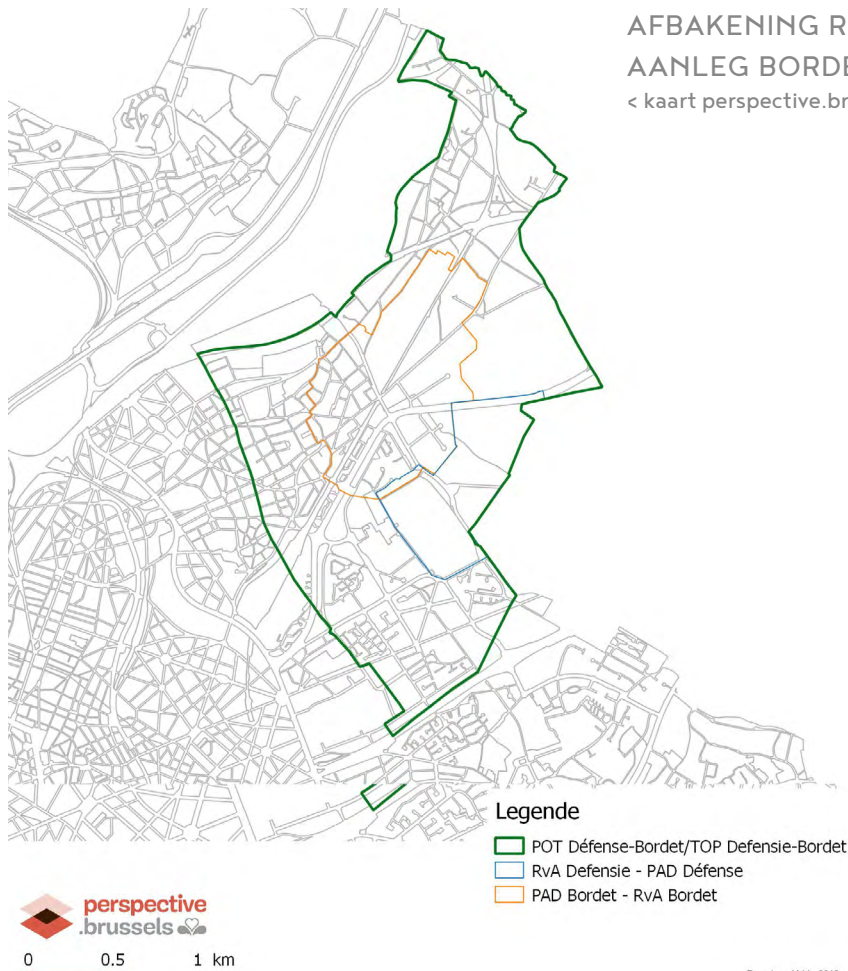 AFBAKENING R
AANLEG BORDE
< kaart perspective.br
Legende
POT Défense-Bordet/TOP Defensie-Bordet
RvA Defensie - PAD Défense
PAD Bordet - RvA Bordet
perspective
.brussels
0 0.5 1 km